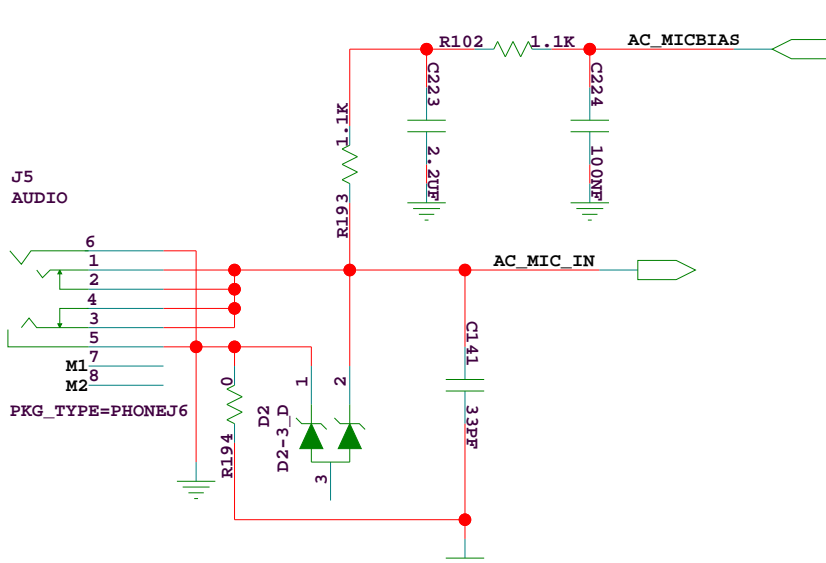 R102
1.1K
AC_MICBIAS
C223
C224
1.1K
2.2UF
100NF
J5
AUDIO
R193
6
1
AC_MIC_IN
2
4
3
C141
5
7
M1
8
M2
0
1
2
PKG_TYPE=PHONEJ6
D2
D2-3_D
33PF
R194
3